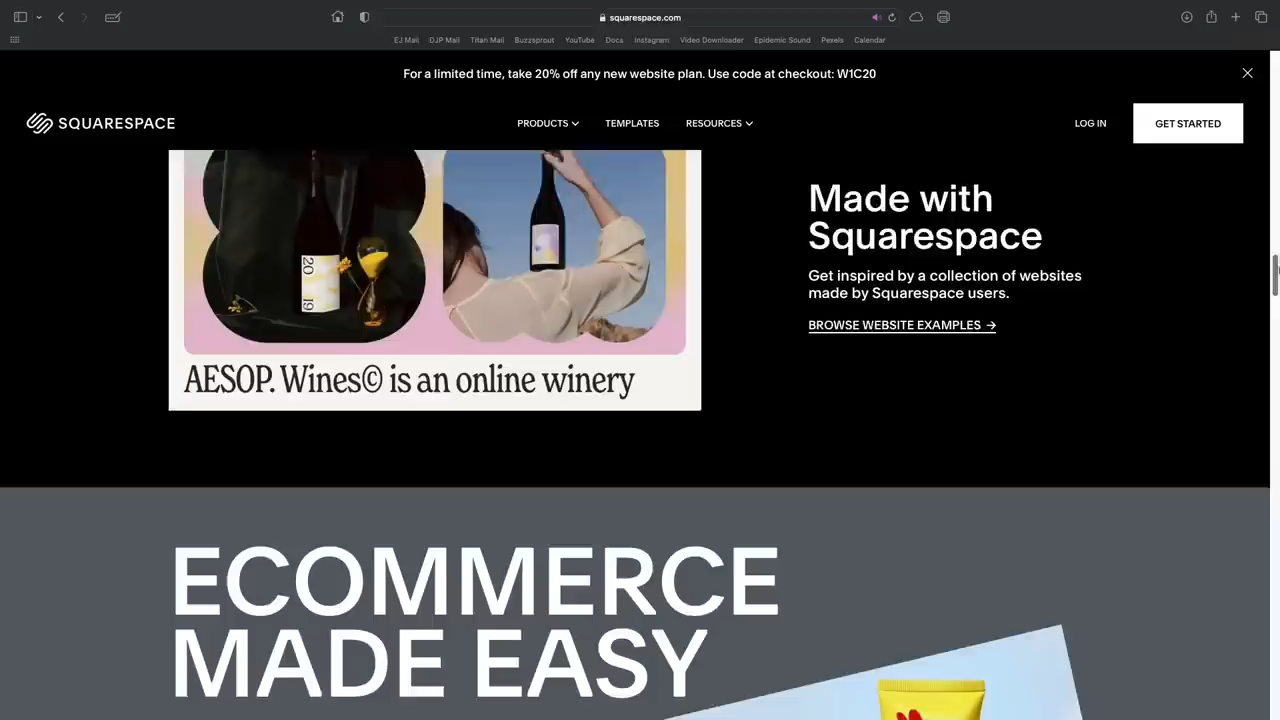 squarespace.com
EJ Mail DJP Mail Titan Mail Buzzsprout YouTube Docs Instagram Video Downloader Epidemic Sound Pexels Calendar
For a limited time, take 20% off any new website plan. Use code at checkout: W1C20
SQUARESPACE PRODUCTS TEMPLATES RESOURCES LOG IN GET STARTED
20
19
AESOP. Wines© is an online winery
Made with
Squarespace
Get inspired by a collection of websites
made by Squarespace users.
BROWSE WEBSITE EXAMPLES →
ECOMMERCE
MADE EASY